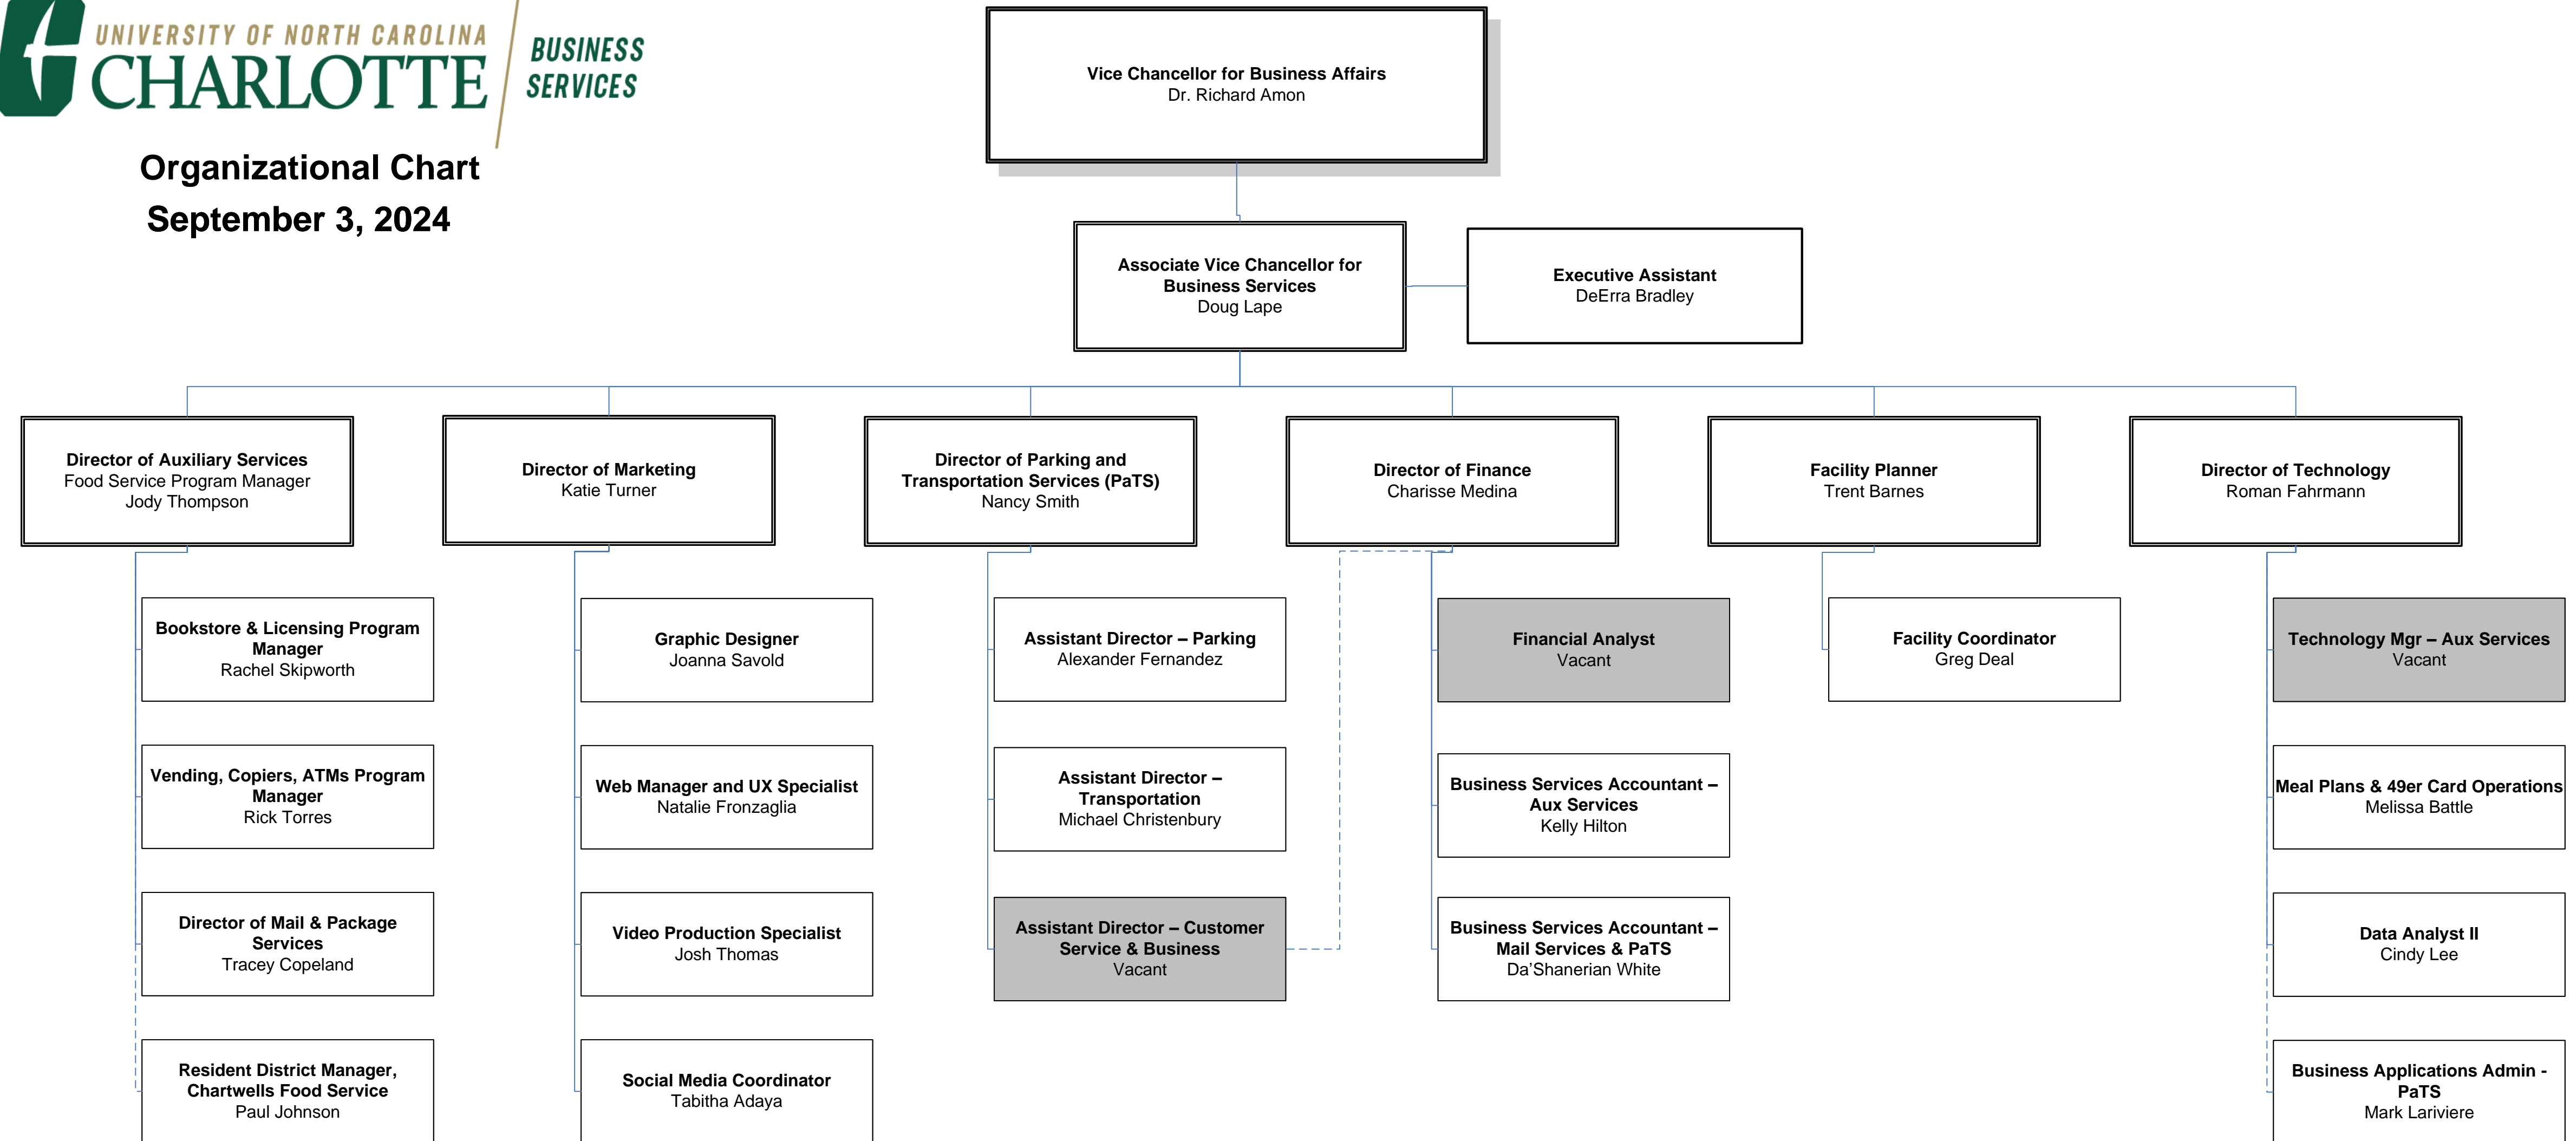 UNIVERSITY OF NORTH CAROLINA
CHARLOTTE
BUSINESS
SERVICES
Organizational Chart
September 3, 2024
Vice Chancellor for Business Affairs
Dr. Richard Amon
Associate Vice Chancellor for
Business Services
Doug Lape
Executive Assistant
DeErra Bradley
Director of Auxiliary Services
Food Service Program Manager
Jody Thompson
Director of Marketing
Katie Turner
Director of Parking and
Transportation Services (PaTS)
Nancy Smith
Director of Finance
Charisse Medina
Facility Planner
Trent Barnes
Director of Technology
Roman Fahrmann
Bookstore & Licensing Program
Manager
Rachel Skipworth
Vending, Copiers, ATMs Program
Manager
Rick Torres
Director of Mail & Package
Services
Tracey Copeland
Resident District Manager,
Chartwells Food Service
Paul Johnson
Graphic Designer
Joanna Savold
Web Manager and UX Specialist
Natalie Fronzaglia
Video Production Specialist
Josh Thomas
Social Media Coordinator
Tabitha Adaya
Assistant Director – Parking
Alexander Fernandez
Assistant Director –
Transportation
Michael Christenbury
Assistant Director – Customer
Service & Business
Vacant
Financial Analyst
Vacant
Business Services Accountant –
Aux Services
Kelly Hilton
Business Services Accountant –
Mail Services & PaTS
Da’Shanerian White
Facility Coordinator
Greg Deal
Technology Mgr – Aux Services
Vacant
Meal Plans & 49er Card Operations
Melissa Battle
Data Analyst II
Cindy Lee
Business Applications Admin -
PaTS
Mark Lariviere